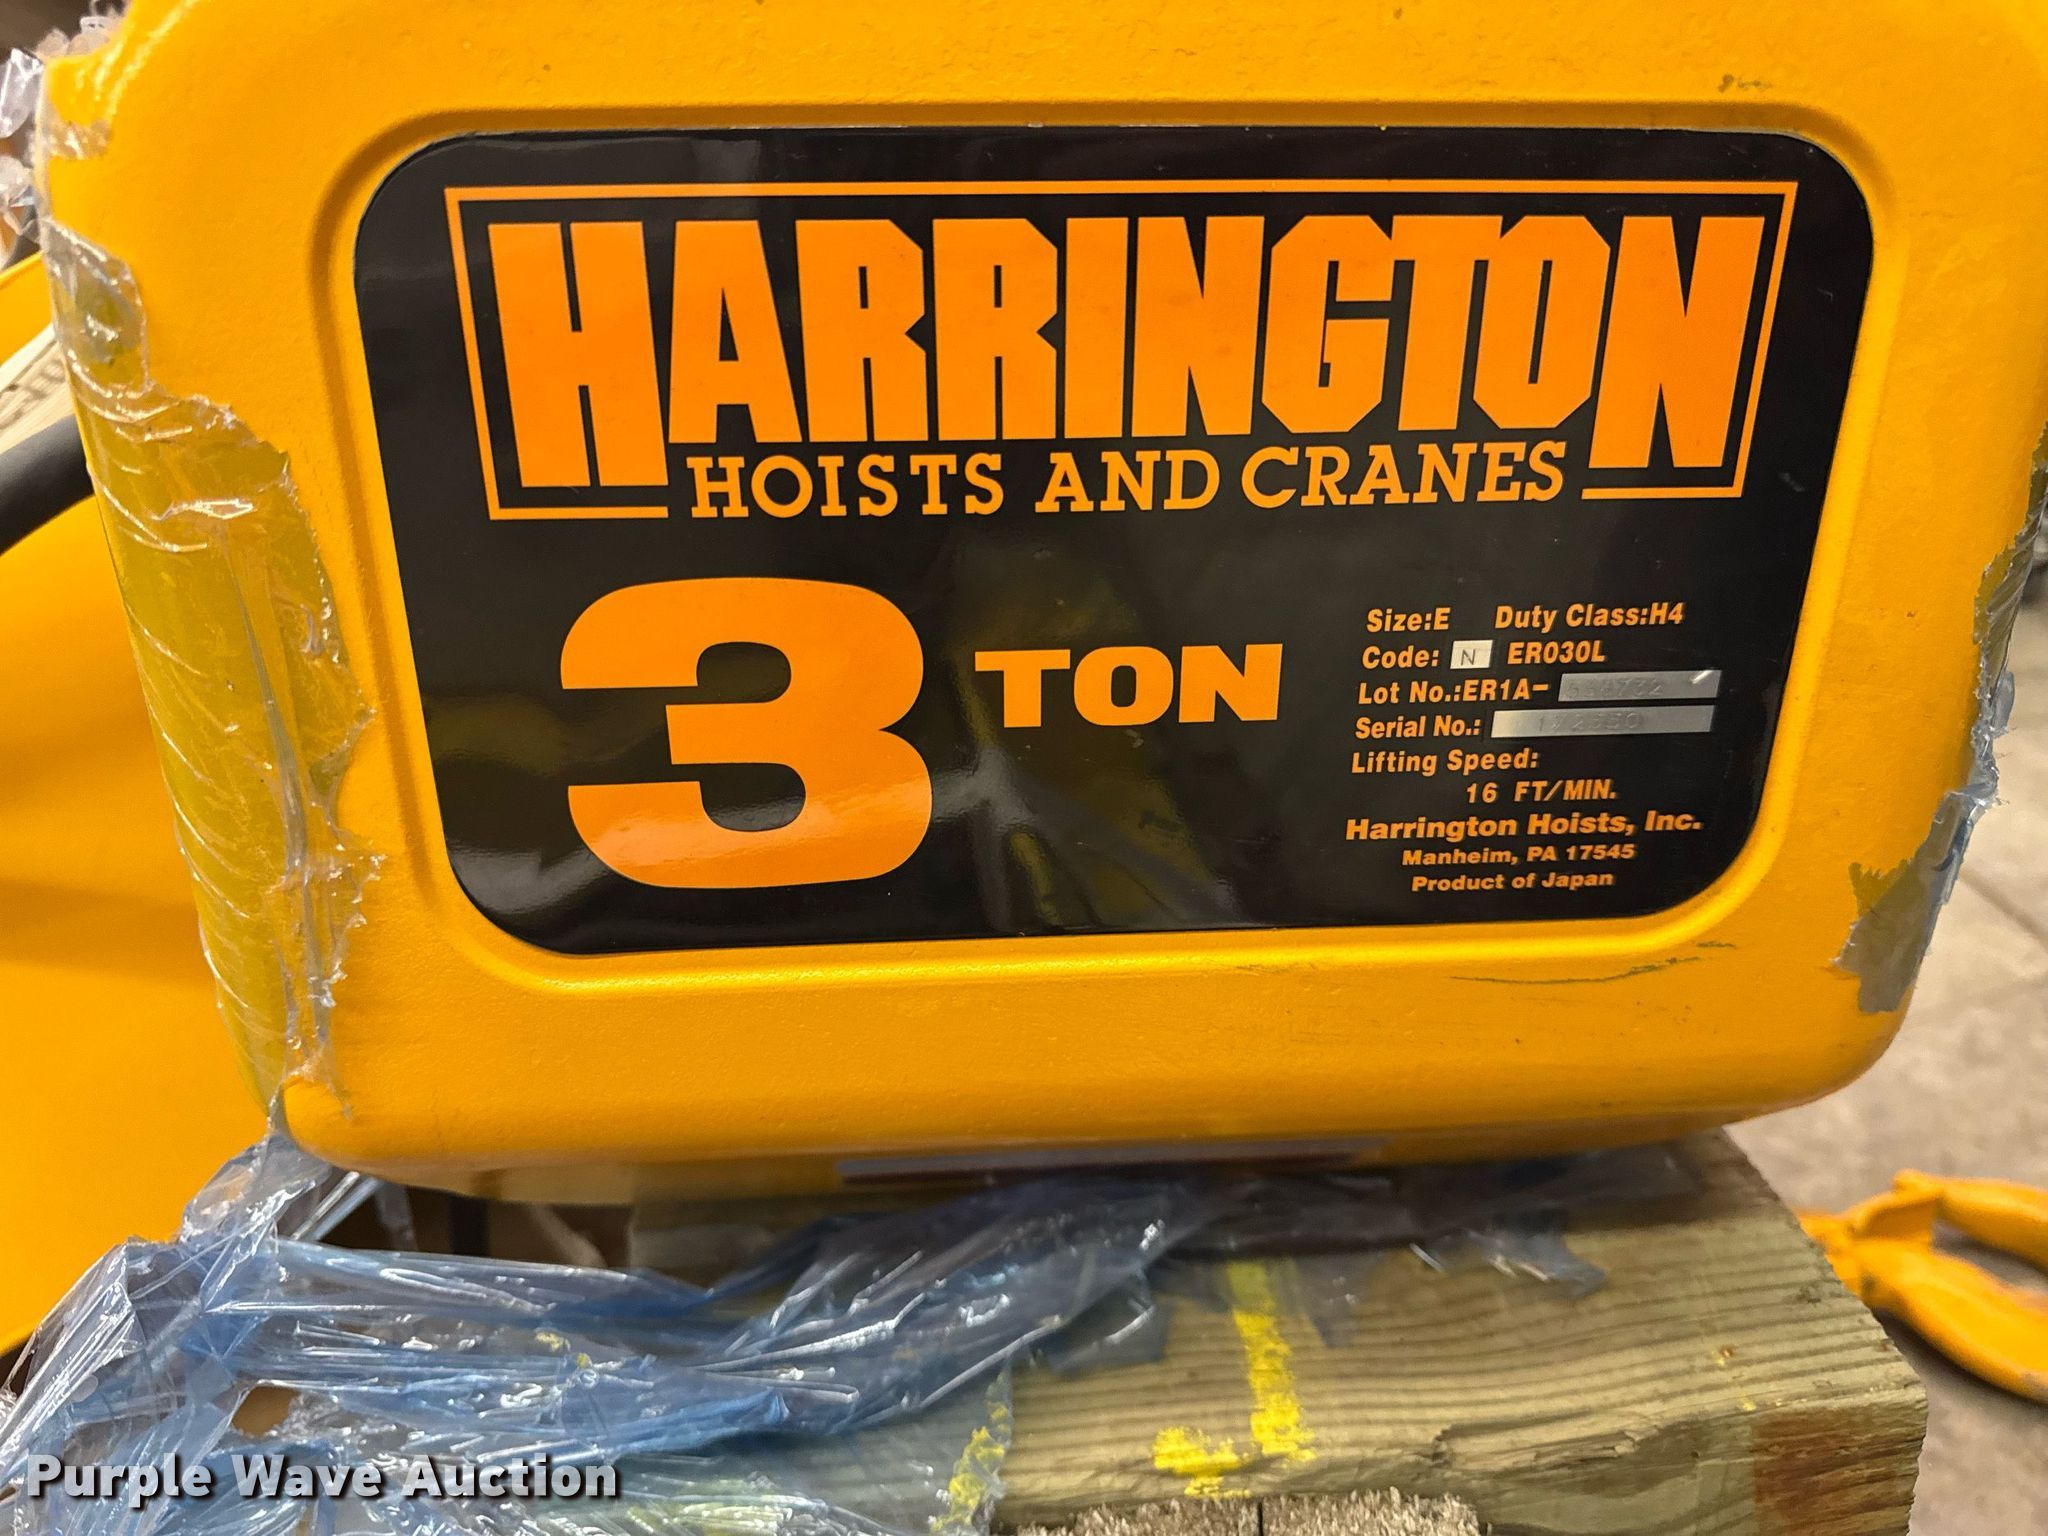 HARRINGTON
HOISTS AND CRANES
3 TON
Size:E Duty Class:H4
Code: N ER030L
Lot No.:ER1A-
Serial No.:
Lifting Speed:
16 FT/MIN.
Harrington Hoists, Inc.
Manheim, PA 17545
Product of Japan
Purple Wave Auction